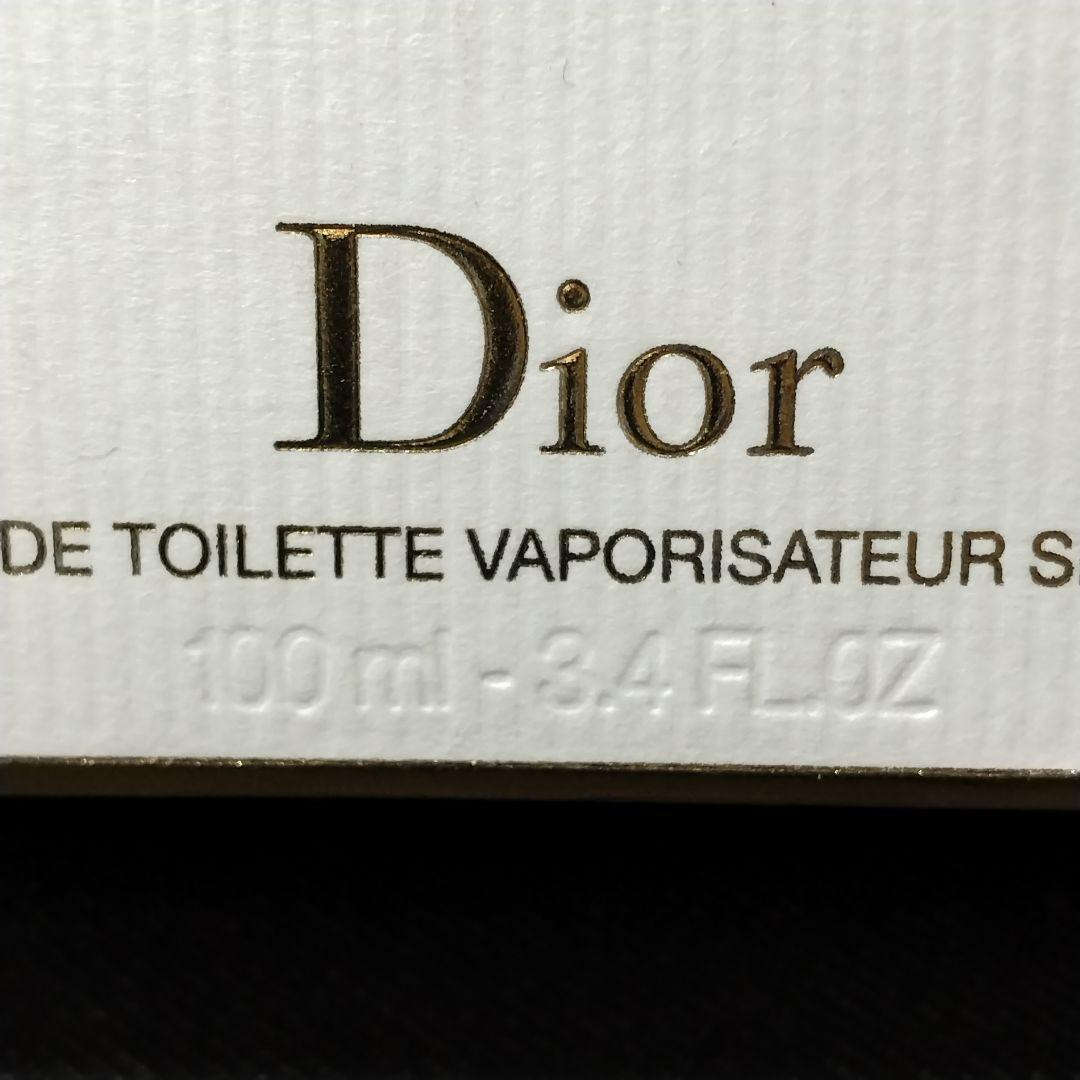 Dior
DE TOILETTE VAPORISATEUR S
100 ml - 3.4 FL.OZ